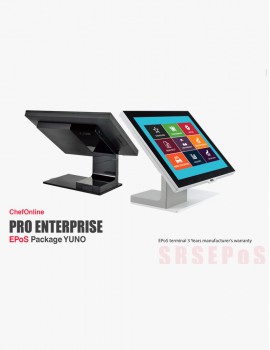 ChefOnline
PRO ENTERPRISE
EPoS Package YUNO
EPoS terminal 3 Years manufacturer's warranty
SRSEPoS